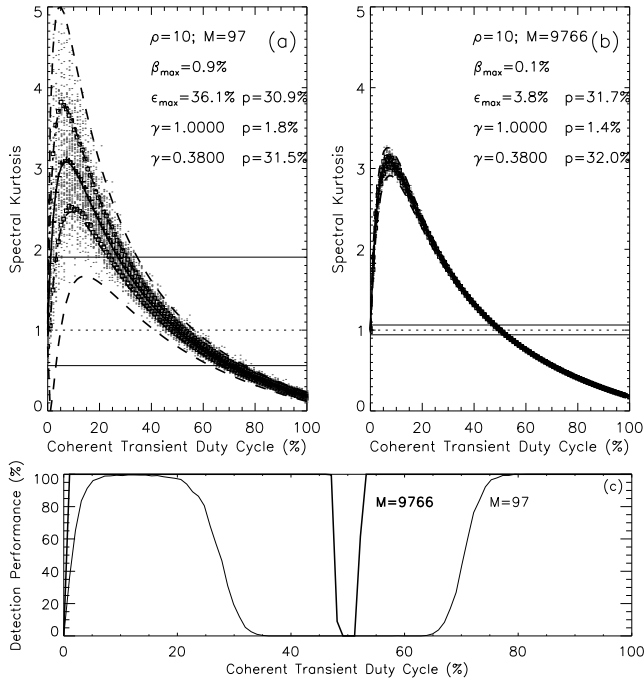 5
4
3
2
1
0
Spectral Kurtosis
ρ=10; M=97
(a)
βmax=0.9%
εmax=36.1% p=30.9%
γ=1.0000 p=1.8%
γ=0.3800 p=31.5%
0 20 40 60 80 100
Coherent Transient Duty Cycle (%)
5
4
3
2
1
0
Spectral Kurtosis
ρ=10; M=9766
(b)
βmax=0.1%
εmax=3.8% p=31.7%
γ=1.0000 p=1.4%
γ=0.3800 p=32.0%
0 20 40 60 80 100
Coherent Transient Duty Cycle (%)
100
80
60
40
20
0
Detection Performance (%)
(c)
M=9766 M=97
0 20 40 60 80 100
Coherent Transient Duty Cycle (%)